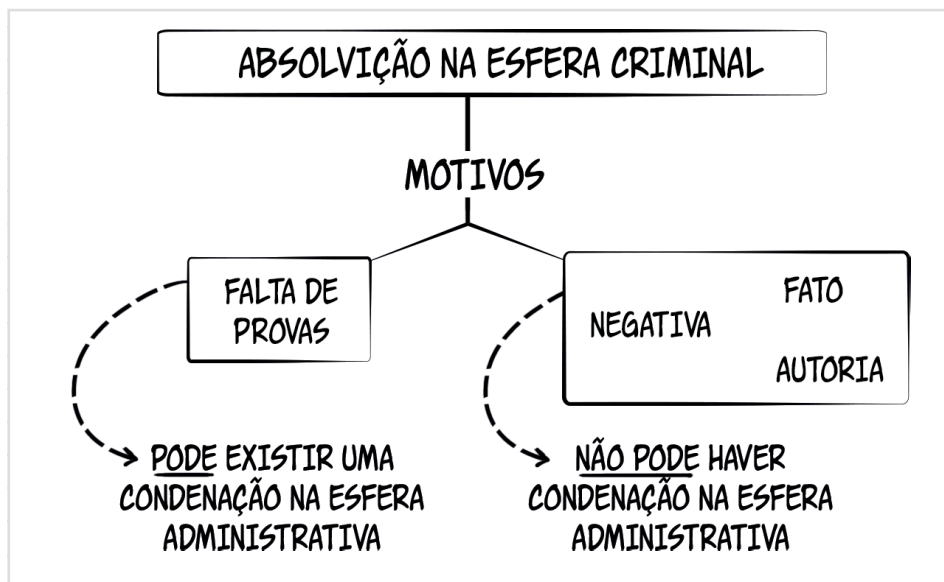 ABSOLVIÇÃO NA ESFERA CRIMINAL
MOTIVOS
FALTA DE
PROVAS
PODE EXISTIR UMA
CONDENAÇÃO NA ESFERA
ADMINISTRATIVA
NEGATIVA
FATO
AUTORIA
NÃO PODE HAVER
CONDENAÇÃO NA ESFERA
ADMINISTRATIVA